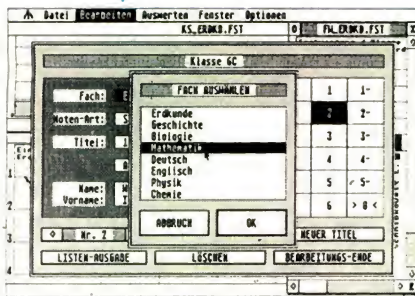 Datei Bearbeiten Auswerten Fenster Optionen
KS_ERDKD.FST
FW_ERDKD.FST
Klasse 6C
Fach:
Noten-Art:
Titel:
Name:
Vorname:
FACH AUSWÄHLEN
Erdkunde
Geschichte
Biologie
Mathematik
Deutsch
Englisch
Physik
Chemie
ABBRUCH OK
1 1-
2 2-
3 3-
4 4-
5 ✓ 5-
6 > 0 <
Nr. 2
NEUER TITEL
LISTEN-AUSGABE LÖSCHEN BEARBEITUNGS-ENDE